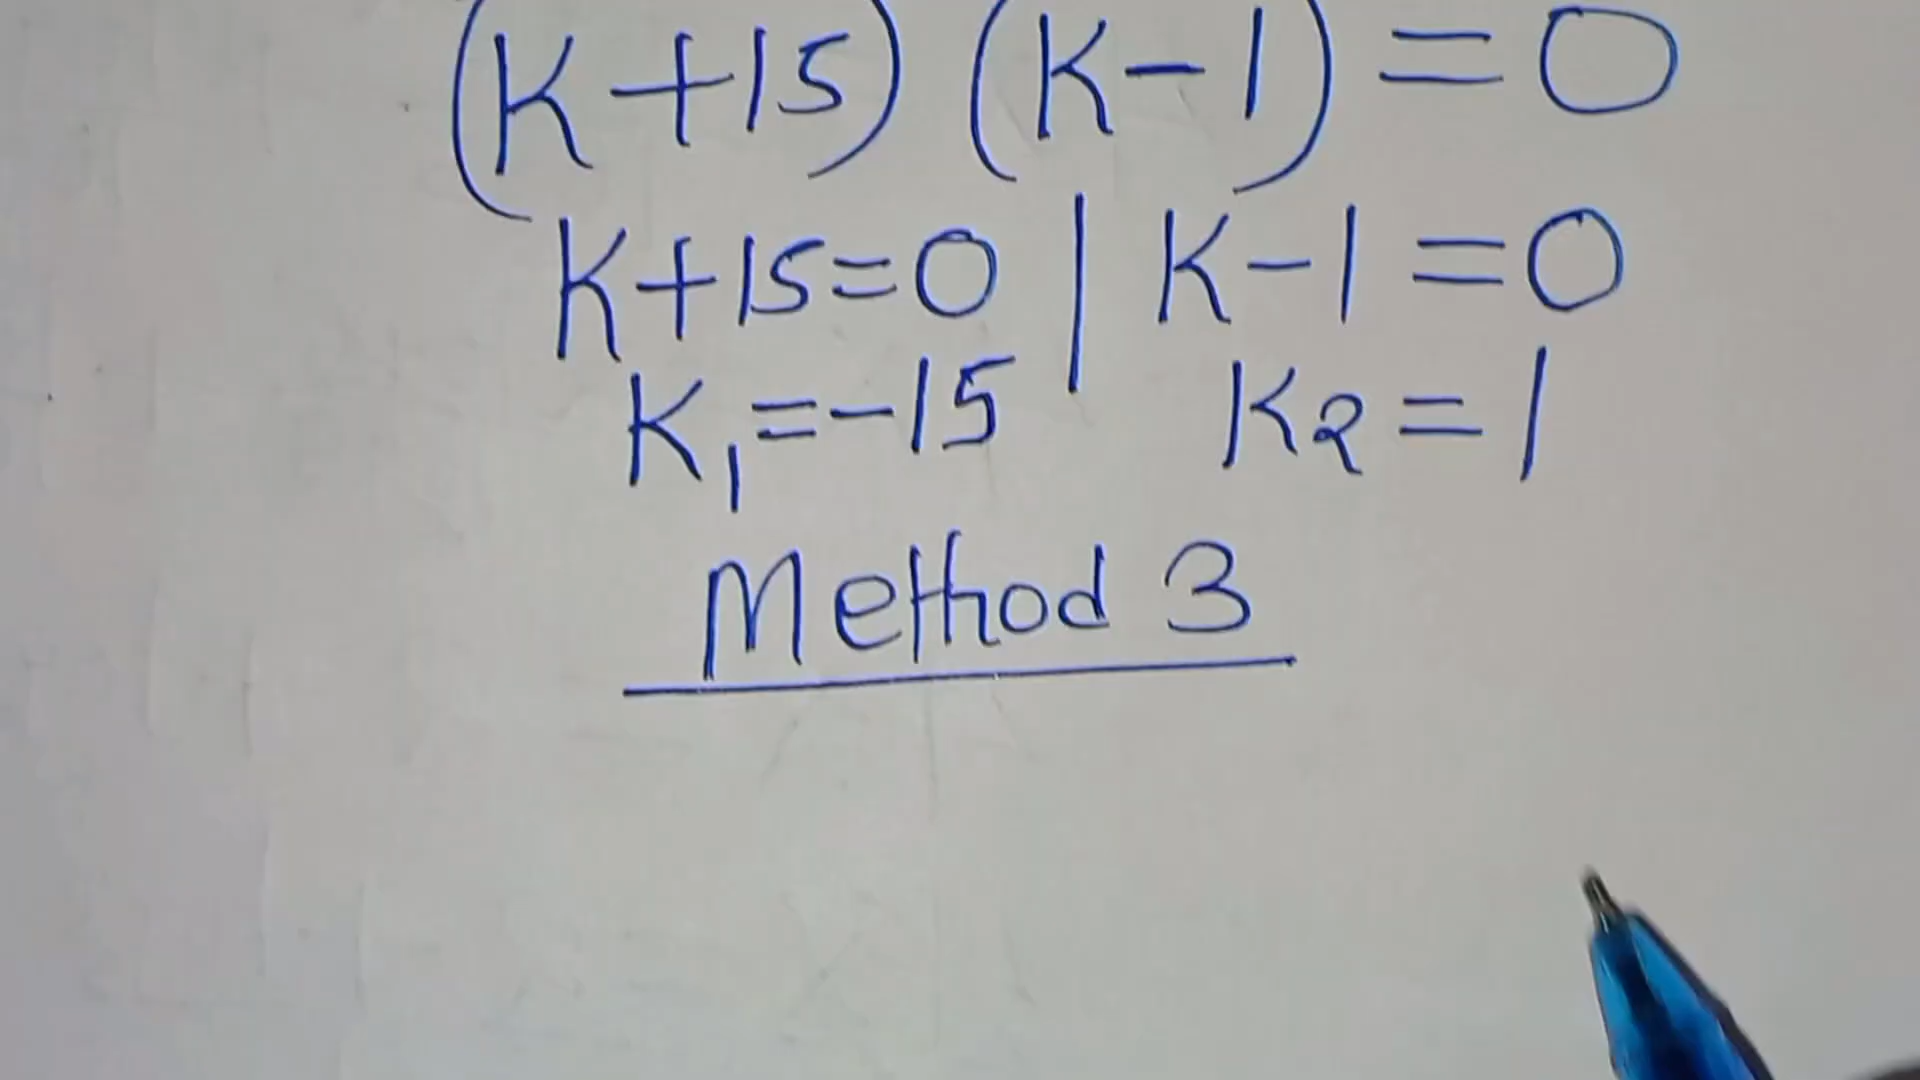 (K+15) (K-1) = 0
K+15=0 | K-1=0
K₁=-15 K₂=1
Method 3